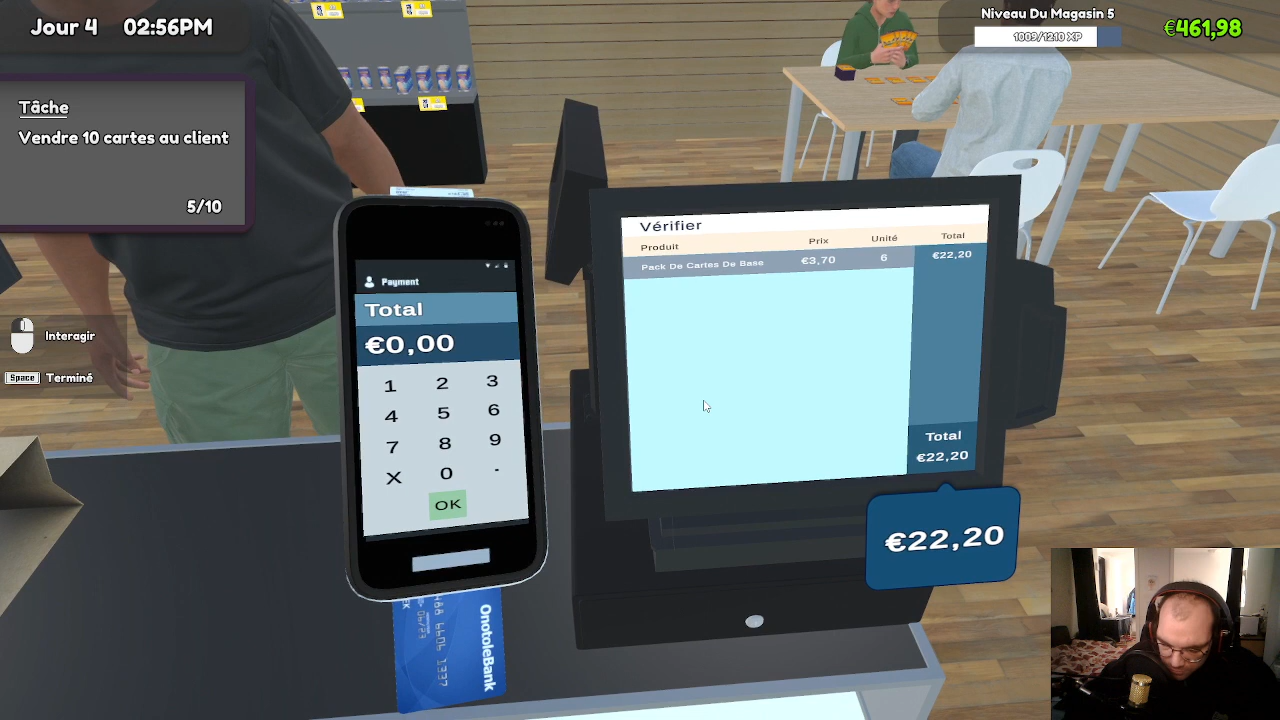 Jour 4 02:56PM
Niveau Du Magasin 5
1009/1210 XP
€461,98
Tâche
Vendre 10 cartes au client
5/10
Interagir
Space Terminé
Payment
Total
€0,00
1 2 3
4 5 6
7 8 9
X 0 .
OK
Vérifier
Produit Prix Unité Total
Pack De Cartes De Base €3,70 6 €22,20
Total
€22,20
€22,20
OnotoleBank
1337